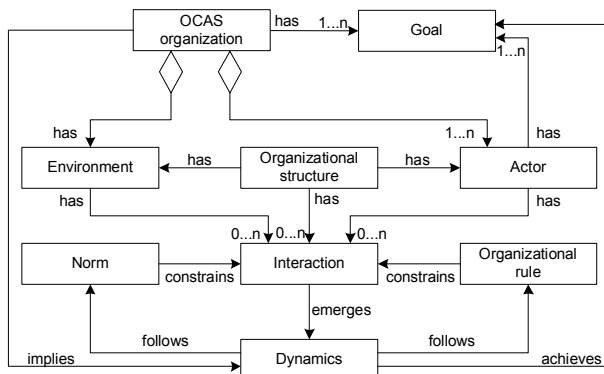 OCAS
organization
has
1...n
Goal
1...n
has
1...n
has
Environment
has
Organizational
structure
has
Actor
has
has
has
0...n
0...n
0...n
Norm
constrains
Interaction
constrains
Organizational
rule
emerges
follows
follows
implies
Dynamics
achieves